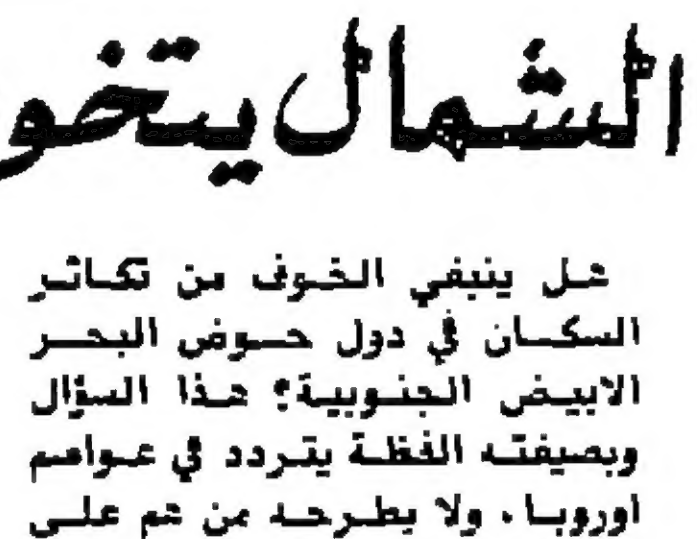 الشمال يتخو
هل ينبغي الخوف من تكاثر
السكان في دول حوض البحر
الابيض الجنوبية؟ هذا السؤال
وبصيغته الفظة يتردد في عواصم
اوروبا، ولا يطرحه من هم على